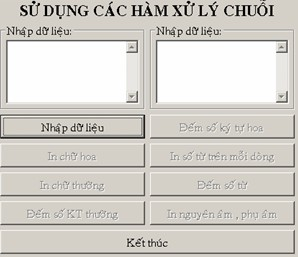 SỬ DỤNG CÁC HÀM XỬ LÝ CHUỖI
Nhập dữ liệu: Nhập dữ liệu:
Nhập dữ liệu Đếm số ký tự hoa
In chữ hoa In số từ trên mỗi dòng
In chữ thường Đếm số từ
Đếm số KT thường In nguyên âm , phụ âm
Kết thúc